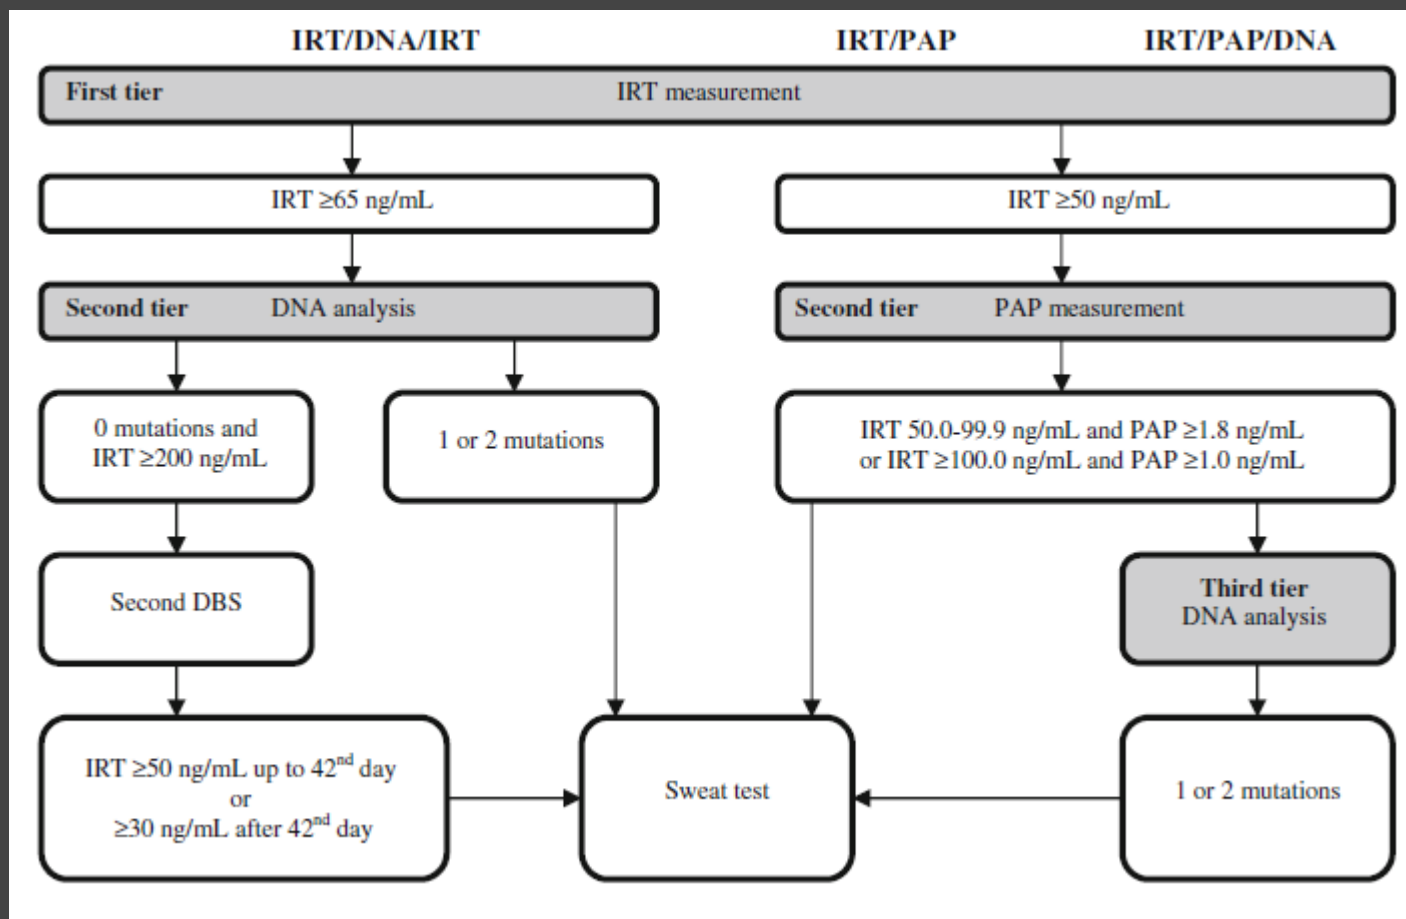 IRT/DNA/IRT IRT/PAP IRT/PAP/DNA
First tier IRT measurement
IRT ≥65 ng/mL
IRT ≥50 ng/mL
Second tier DNA analysis
Second tier PAP measurement
0 mutations and
IRT ≥200 ng/mL
1 or 2 mutations
IRT 50.0-99.9 ng/mL and PAP ≥1.8 ng/mL
or IRT ≥100.0 ng/mL and PAP ≥1.0 ng/mL
Second DBS
Third tier
DNA analysis
IRT ≥50 ng/mL up to 42nd day
or
≥30 ng/mL after 42nd day
Sweat test
1 or 2 mutations